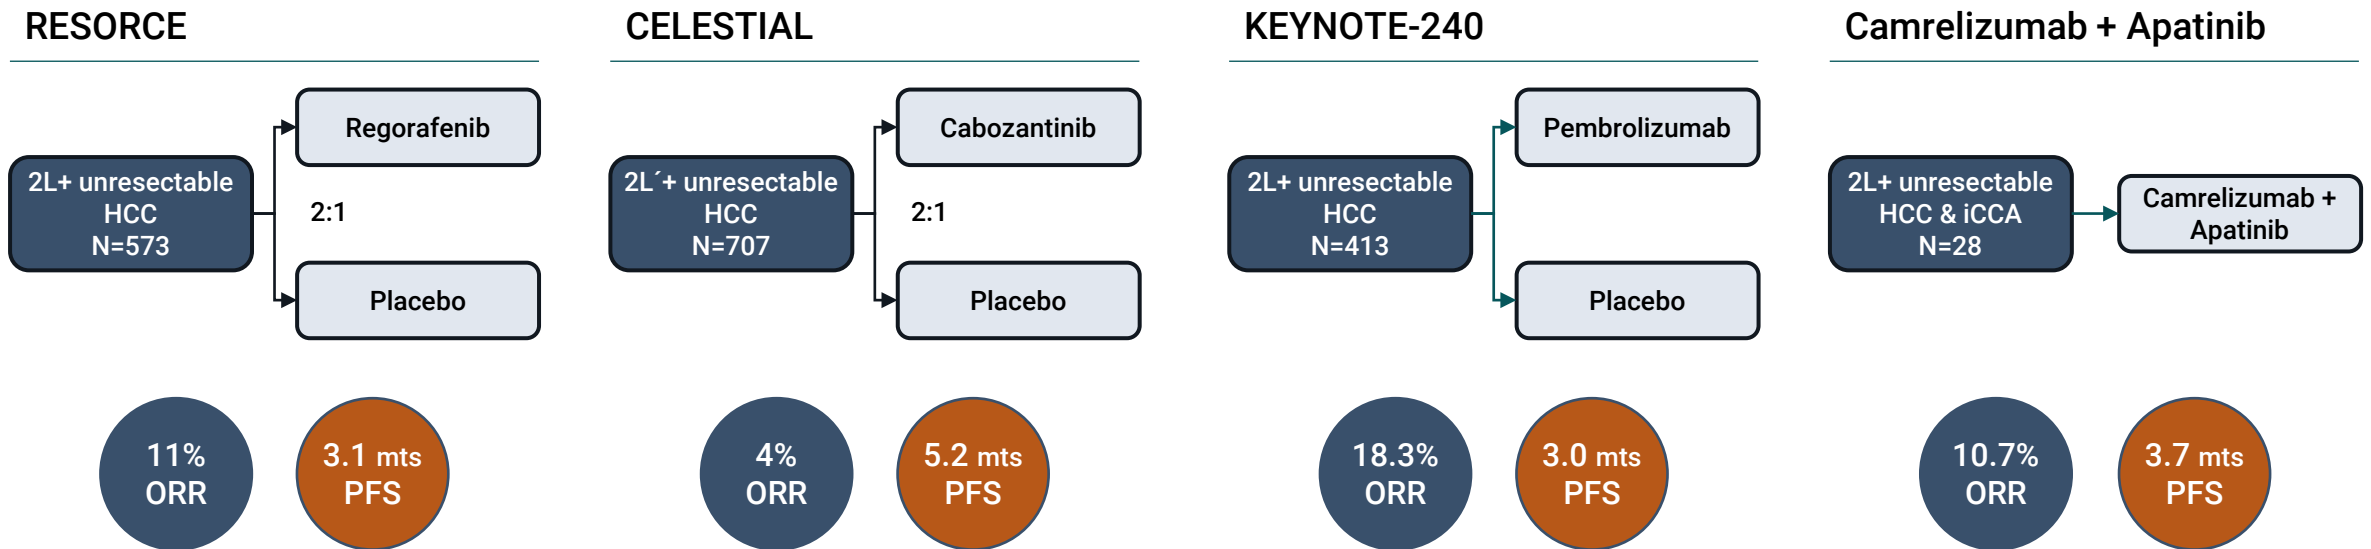 RESORCE
Regorafenib
2L+ unresectable
HCC
N=573
2:1
Placebo
11%
ORR
3.1 mts
PFS
CELESTIAL
Cabozantinib
2L´+ unresectable
HCC
N=707
2:1
Placebo
4%
ORR
5.2 mts
PFS
KEYNOTE-240
Pembrolizumab
2L+ unresectable
HCC
N=413
Placebo
18.3%
ORR
3.0 mts
PFS
Camrelizumab + Apatinib
2L+ unresectable
HCC & iCCA
N=28
Camrelizumab +
Apatinib
10.7%
ORR
3.7 mts
PFS